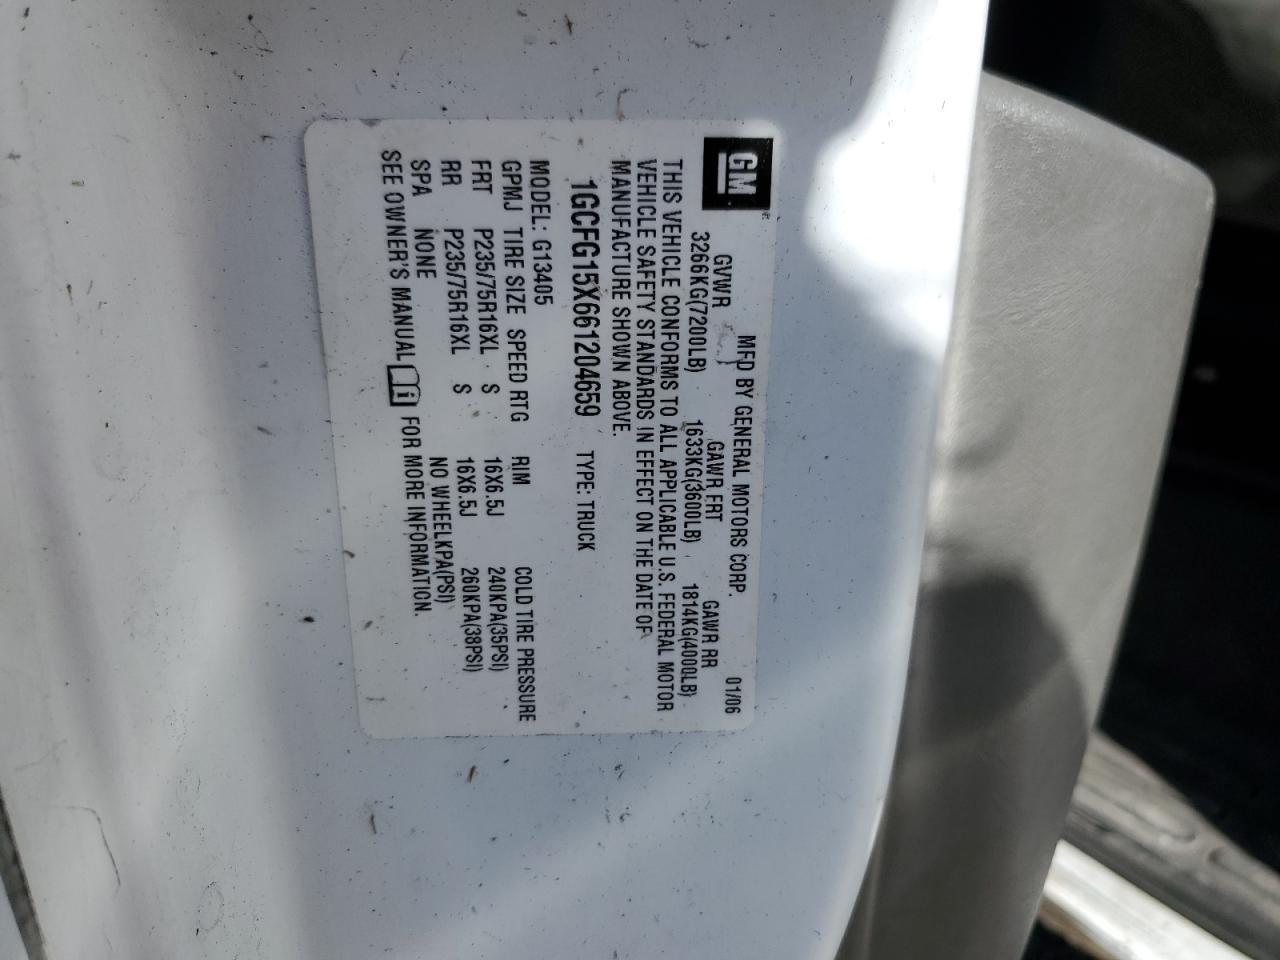 GM
MFD BY GENERAL MOTORS CORP. 01/06
GVWR GAWR FRT GAWR RR
3266KG(7200LB) 1633KG(3600LB) 1814KG(4000LB)
THIS VEHICLE CONFORMS TO ALL APPLICABLE U.S. FEDERAL MOTOR
VEHICLE SAFETY STANDARDS IN EFFECT ON THE DATE OF
MANUFACTURE SHOWN ABOVE.
1GCFG15X661204659 TYPE: TRUCK
MODEL: G13405
GPMJ TIRE SIZE SPEED RTG RIM COLD TIRE PRESSURE
FRT P235/75R16XL S 16X6.5J 240KPA(35PSI)
RR P235/75R16XL S 16X6.5J 260KPA(38PSI)
SPA NONE NO WHEELKPA(PSI)
SEE OWNER'S MANUAL i FOR MORE INFORMATION.